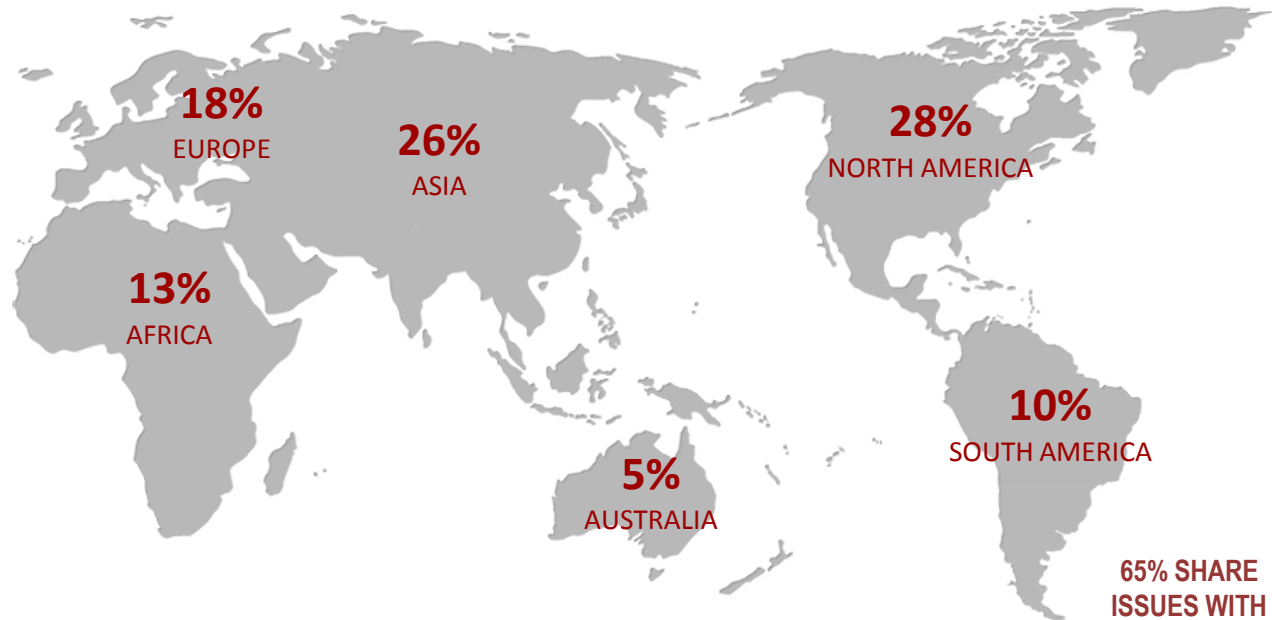 18%
EUROPE
26%
ASIA
28%
NORTH AMERICA
13%
AFRICA
10%
SOUTH AMERICA
5%
AUSTRALIA
65% SHARE
ISSUES WITH